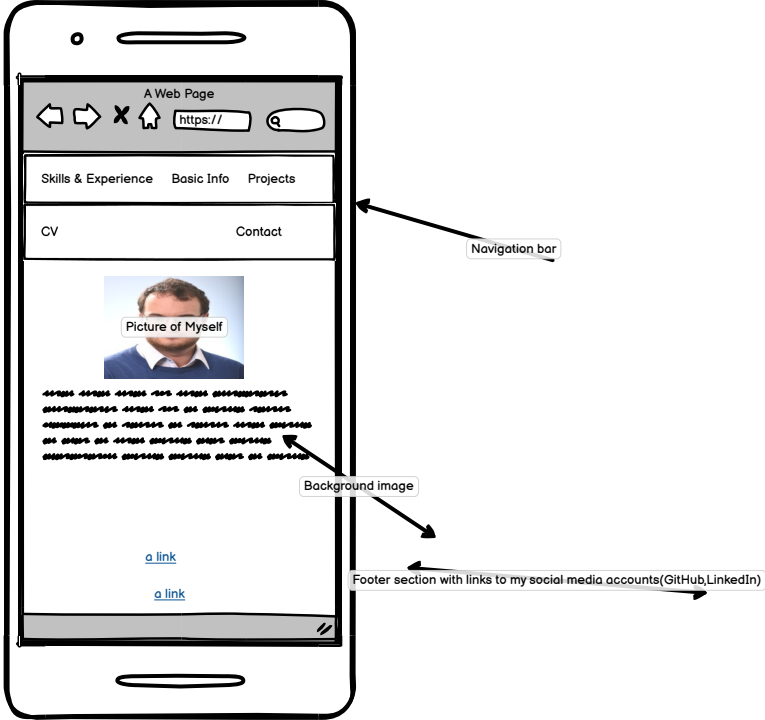 A Web Page
https://
Skills & Experience Basic Info Projects
CV Contact
Navigation bar
Picture of Myself
Background image
a link
Footer section with links to my social media accounts(GitHub,LinkedIn)
a link